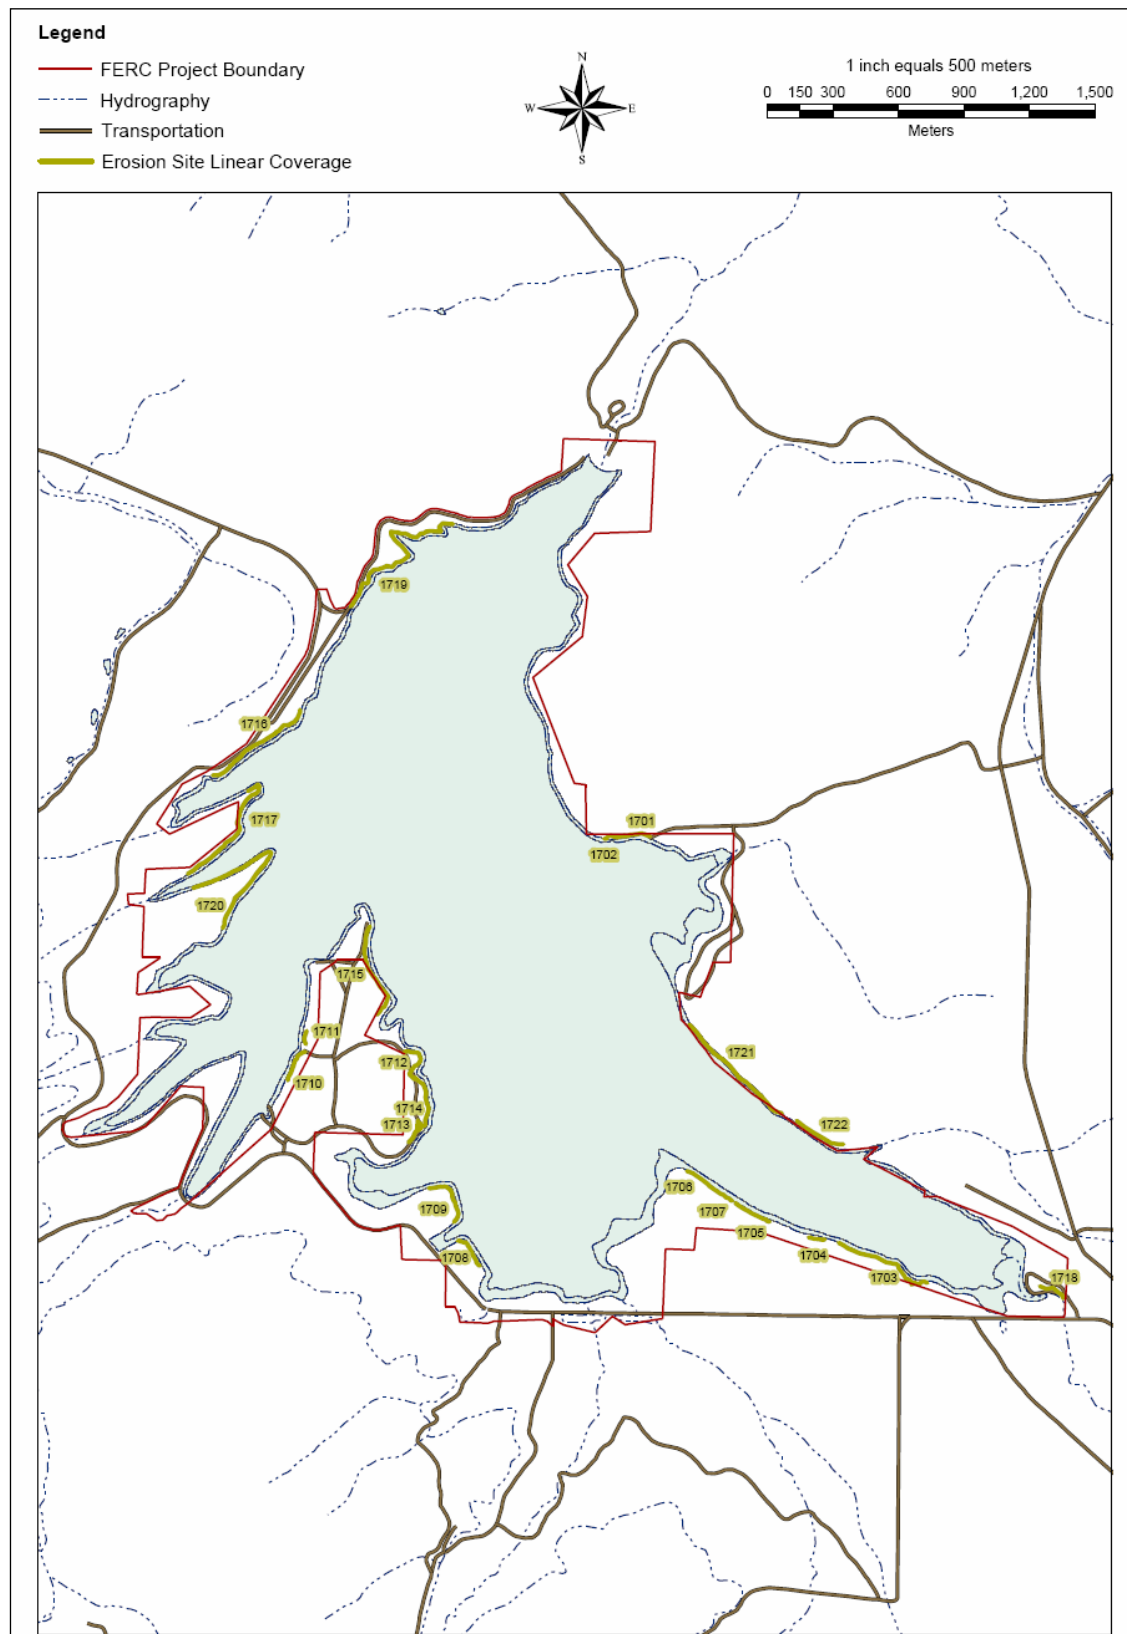 Legend
FERC Project Boundary
Hydrography
Transportation
Erosion Site Linear Coverage
N
W
E
S
1 inch equals 500 meters
0 150 300 600 900 1,200 1,500
Meters
1719
1716
1717
1701
1702
1720
1715
1711
1712
1710
1714
1713
1721
1722
1706
1707
1709
1705
1704
1708
1703
1718